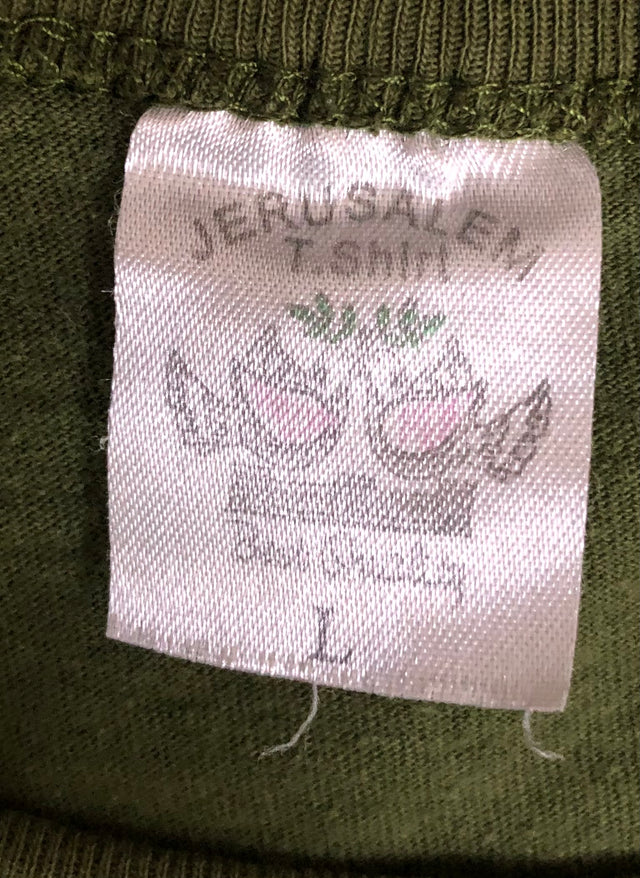 JERUSALEM
T.Shirt
Best Quality
L